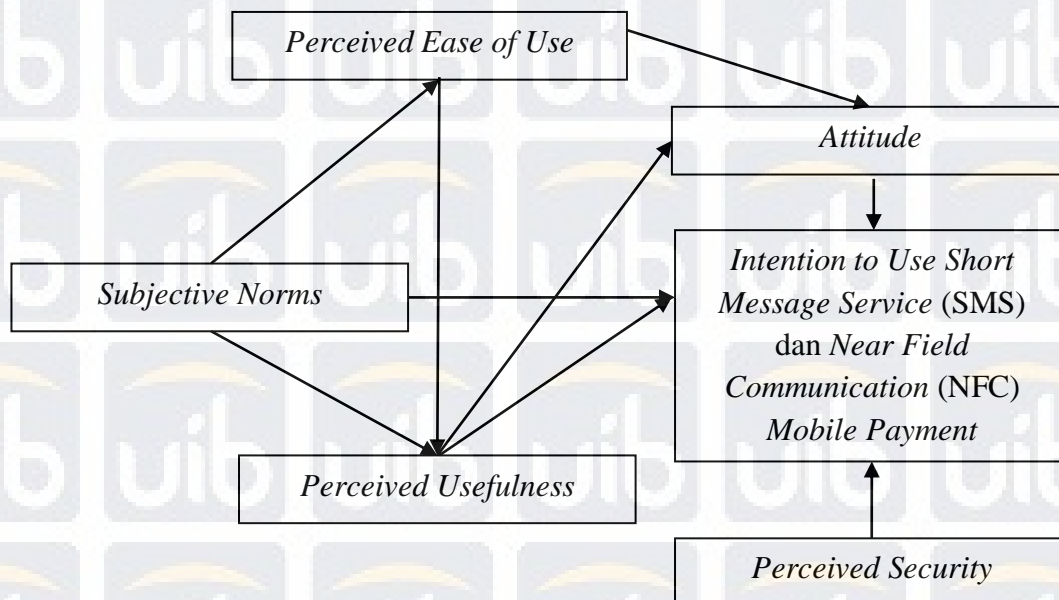 Perceived Ease of Use
Attitude
Subjective Norms
Intention to Use Short
Message Service (SMS)
dan Near Field
Communication (NFC)
Mobile Payment
Perceived Usefulness
Perceived Security
uib